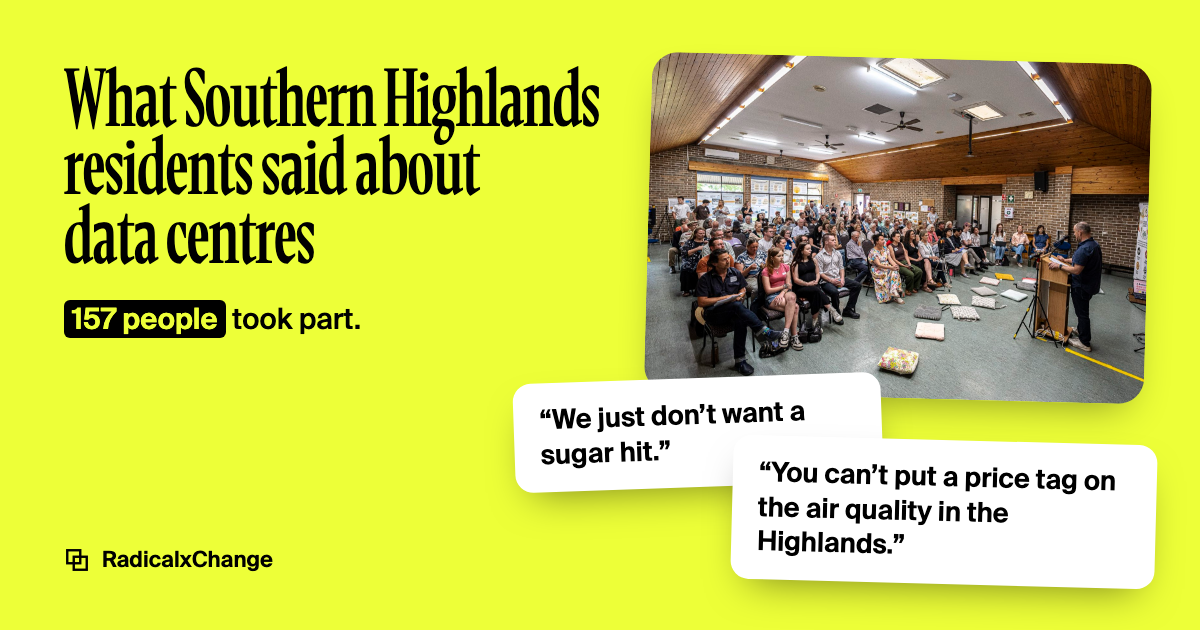 What Southern Highlands
residents said about
data centres
157 people took part.
“We just don’t want a
sugar hit.”
“You can’t put a price tag on
the air quality in the
Highlands.”
RadicalxChange